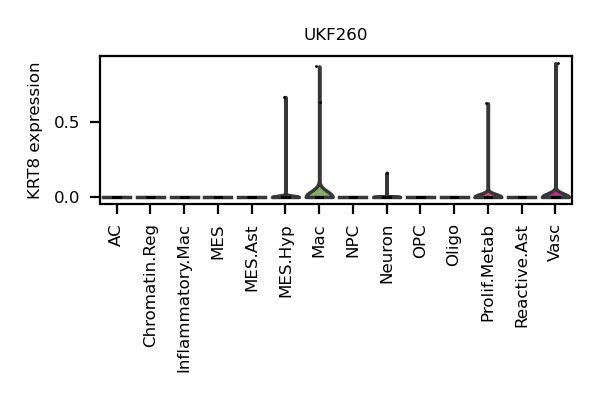 UKF260
KRT8 expression
0.5
0.0
AC
Chromatin.Reg
Inflammatory.Mac
MES
MES.Ast
MES.Hyp
Mac
NPC
Neuron
OPC
Oligo
Prolif.Metab
Reactive.Ast
Vasc